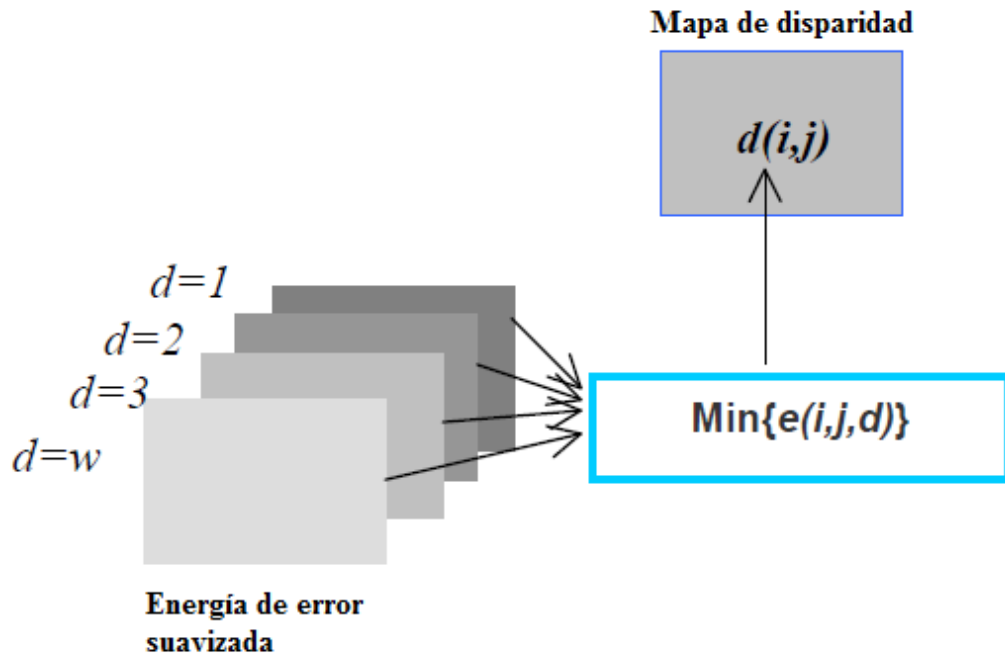 Mapa de disparidad
d(i,j)
d=1
d=2
d=3
d=w
Min{e(i,j,d)}
Energía de error
suavizada